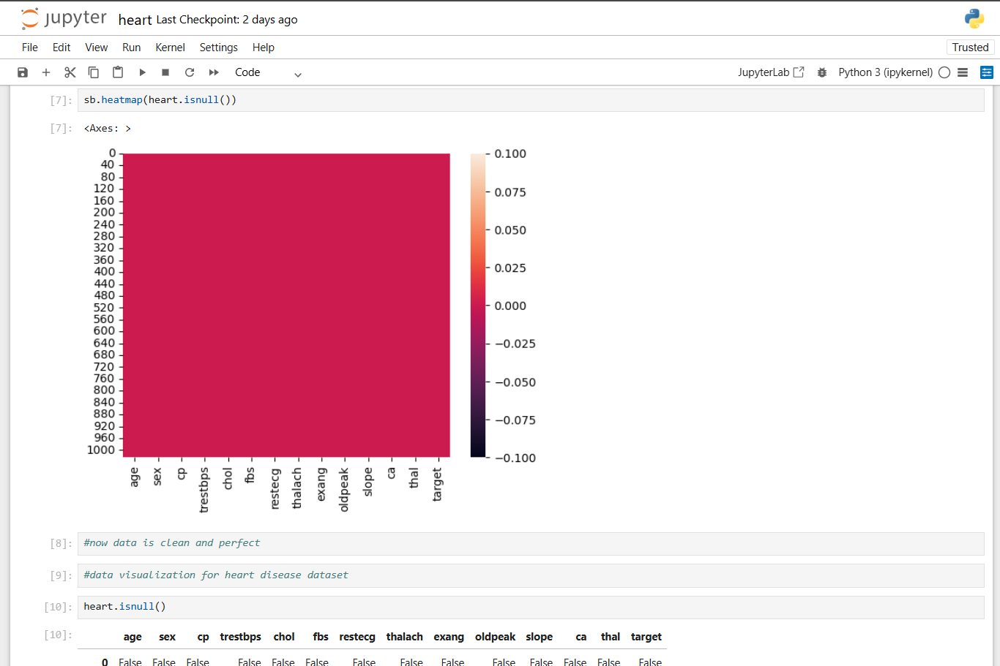 jupyter heart Last Checkpoint: 2 days ago
File Edit View Run Kernel Settings Help Trusted
Code JupyterLab Python 3 (ipykernel)
[7]: sb.heatmap(heart.isnull())
[7]: <Axes: >
0
40
80
120
160
200
240
280
320
360
400
440
480
520
560
600
640
680
720
760
800
840
880
920
960
1000
age
sex
cp
trestbps
chol
fbs
restecg
thalach
exang
oldpeak
slope
ca
thal
target
0.100
0.075
0.050
0.025
0.000
−0.025
−0.050
−0.075
−0.100
[8]: #now data is clean and perfect
[9]: #data visualization for heart disease dataset
[10]: heart.isnull()
[10]: age sex cp trestbps chol fbs restecg thalach exang oldpeak slope ca thal target
0 False False False False False False False False False False False False False False